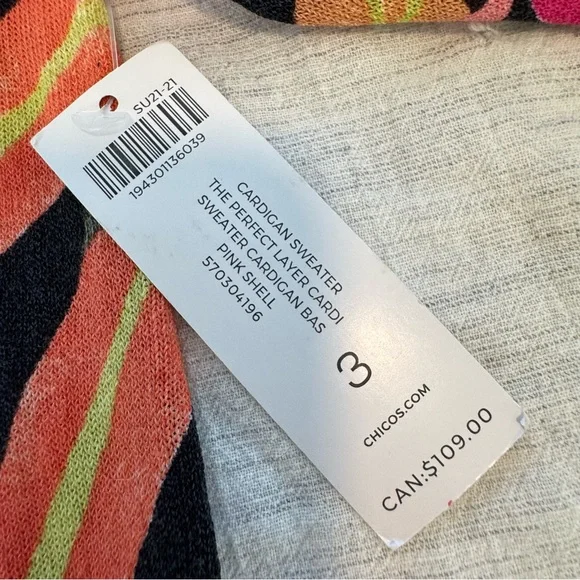 SU21-21
194301136039
CARDIGAN SWEATER
THE PERFECT LAYER CARDI
SWEATER CARDIGAN BAS
PINK SHELL
570304196
3
CHICOS.COM
CAN:$109.00